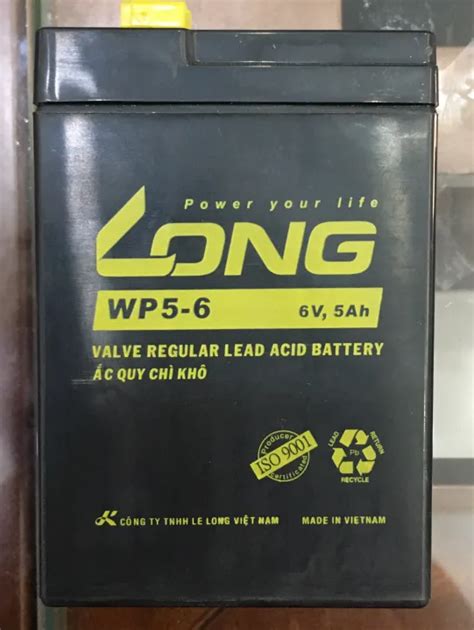 Power your life
LONG
WP5-6 6V, 5Ah
VALVE REGULAR LEAD ACID BATTERY
ẮC QUY CHÌ KHÔ
Producer
ISO 9001
Certificated
LEAD RETURN
Pb
RECYCLE
CÔNG TY TNHH LE LONG VIỆT NAM MADE IN VIETNAM